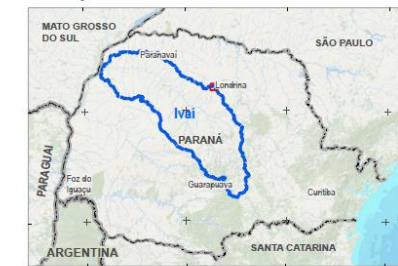 MATO GROSSO
DO SUL
SÃO PAULO
Paranavaí
Londrina
Ivaí
PARANÁ
PARAGUAI
Foz do
Iguaçu
Guarapuava
Curitiba
ARGENTINA
SANTA CATARINA